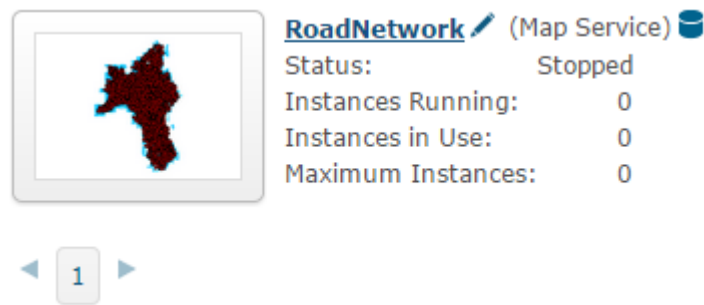 RoadNetwork (Map Service)
Status: Stopped
Instances Running: 0
Instances in Use: 0
Maximum Instances: 0
1